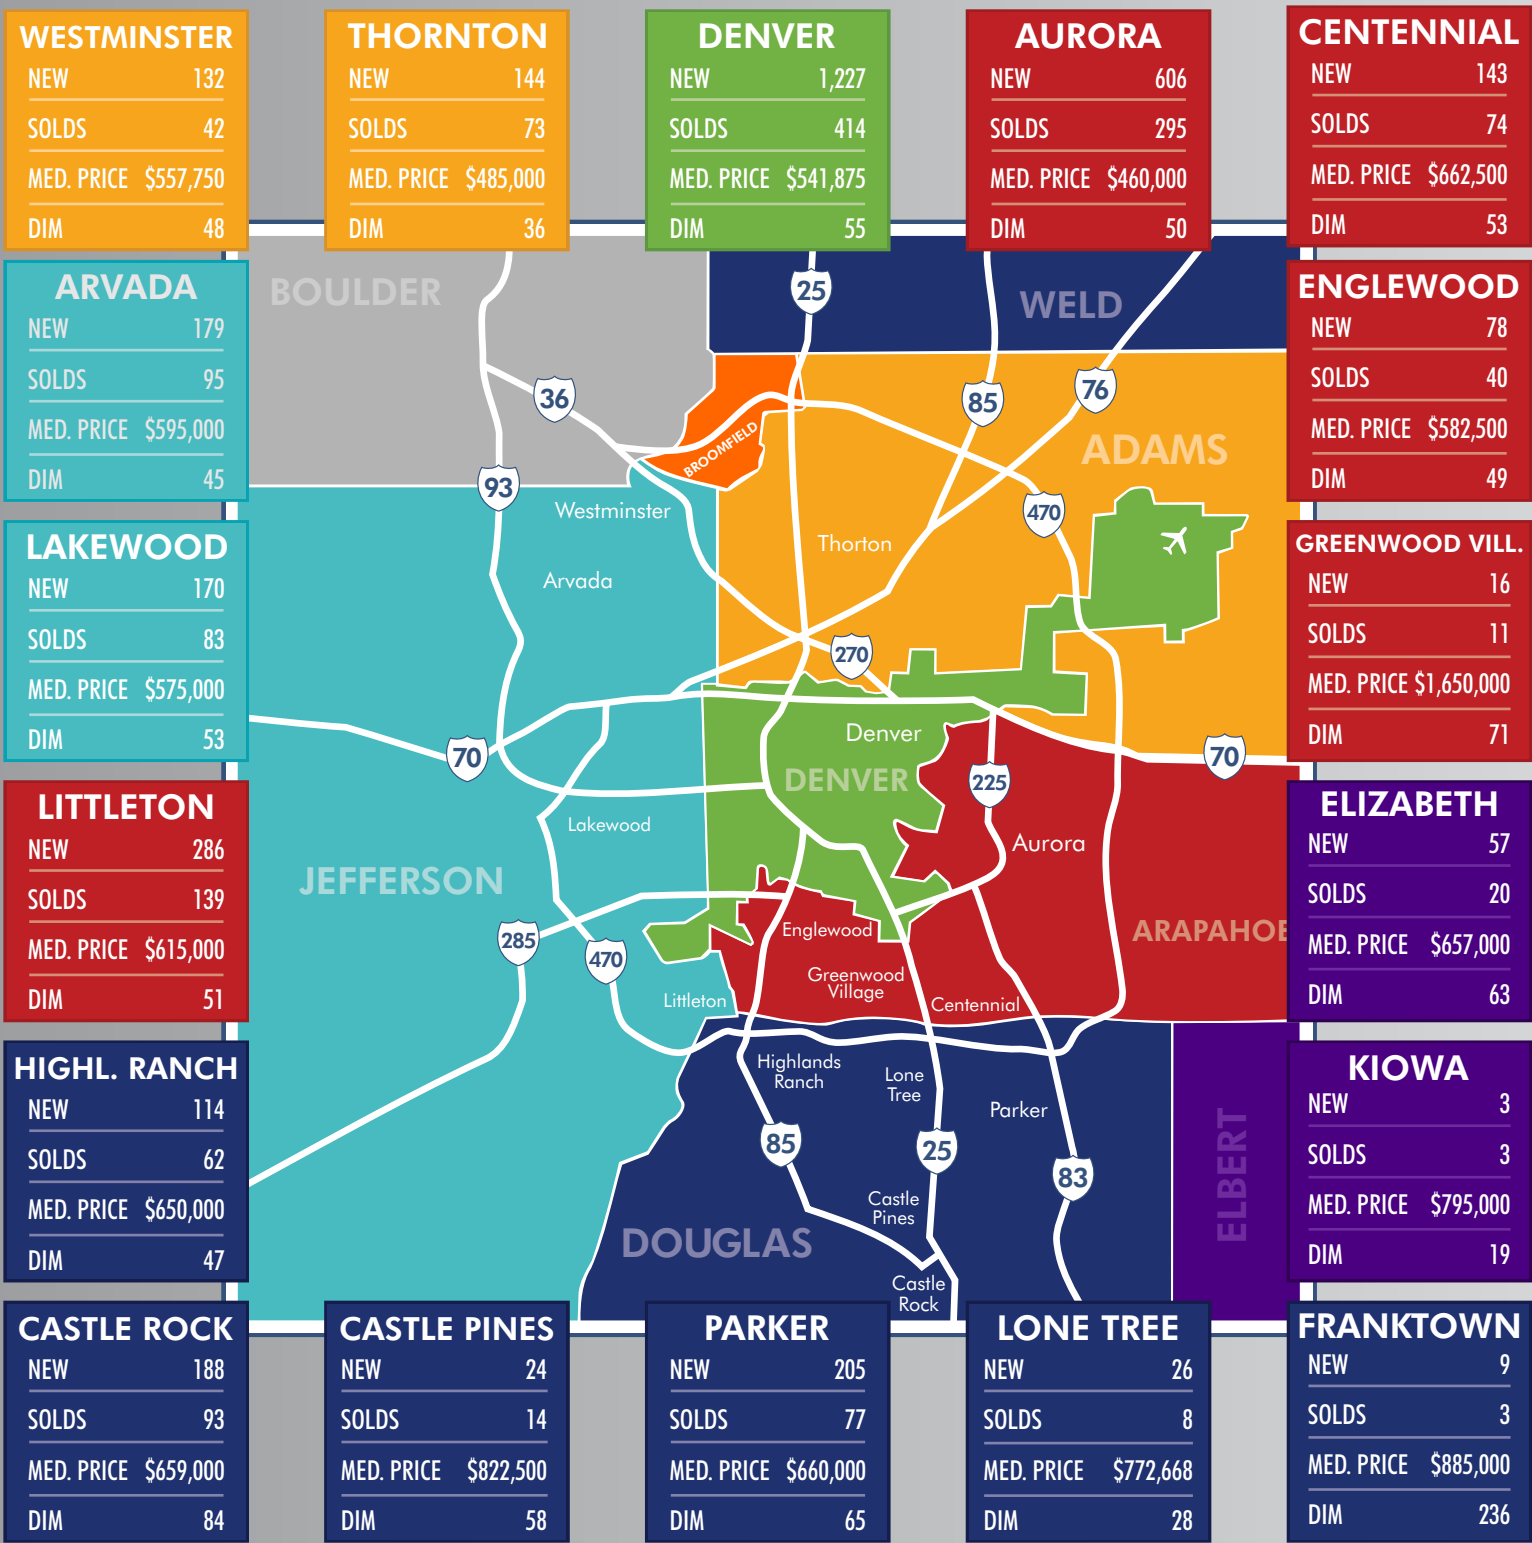 WESTMINSTER
NEW 132
SOLDS 42
MED. PRICE $557,750
DIM 48
THORNTON
NEW 144
SOLDS 73
MED. PRICE $485,000
DIM 36
DENVER
NEW 1,227
SOLDS 414
MED. PRICE $541,875
DIM 55
AURORA
NEW 606
SOLDS 295
MED. PRICE $460,000
DIM 50
CENTENNIAL
NEW 143
SOLDS 74
MED. PRICE $662,500
DIM 53
ARVADA
NEW 179
SOLDS 95
MED. PRICE $595,000
DIM 45
ENGLEWOOD
NEW 78
SOLDS 40
MED. PRICE $582,500
DIM 49
LAKEWOOD
NEW 170
SOLDS 83
MED. PRICE $575,000
DIM 53
GREENWOOD VILL.
NEW 16
SOLDS 11
MED. PRICE $1,650,000
DIM 71
LITTLETON
NEW 286
SOLDS 139
MED. PRICE $615,000
DIM 51
ELIZABETH
NEW 57
SOLDS 20
MED. PRICE $657,000
DIM 63
HIGHL. RANCH
NEW 114
SOLDS 62
MED. PRICE $650,000
DIM 47
KIOWA
NEW 3
SOLDS 3
MED. PRICE $795,000
DIM 19
CASTLE ROCK
NEW 188
SOLDS 93
MED. PRICE $659,000
DIM 84
CASTLE PINES
NEW 24
SOLDS 14
MED. PRICE $822,500
DIM 58
PARKER
NEW 205
SOLDS 77
MED. PRICE $660,000
DIM 65
LONE TREE
NEW 26
SOLDS 8
MED. PRICE $772,668
DIM 28
FRANKTOWN
NEW 9
SOLDS 3
MED. PRICE $885,000
DIM 236
BOULDER
25
WELD
36
85
76
BROOMFIELD
ADAMS
93
Westminster
470
Thorton
Arvada
270
Denver
70
70
DENVER
225
Lakewood
Aurora
JEFFERSON
285
470
Englewood
ARAPAHOE
Greenwood
Village
Littleton
Centennial
Highlands
Ranch
Lone
Tree
Parker
85
25
83
ELBERT
Castle
Pines
DOUGLAS
Castle
Rock